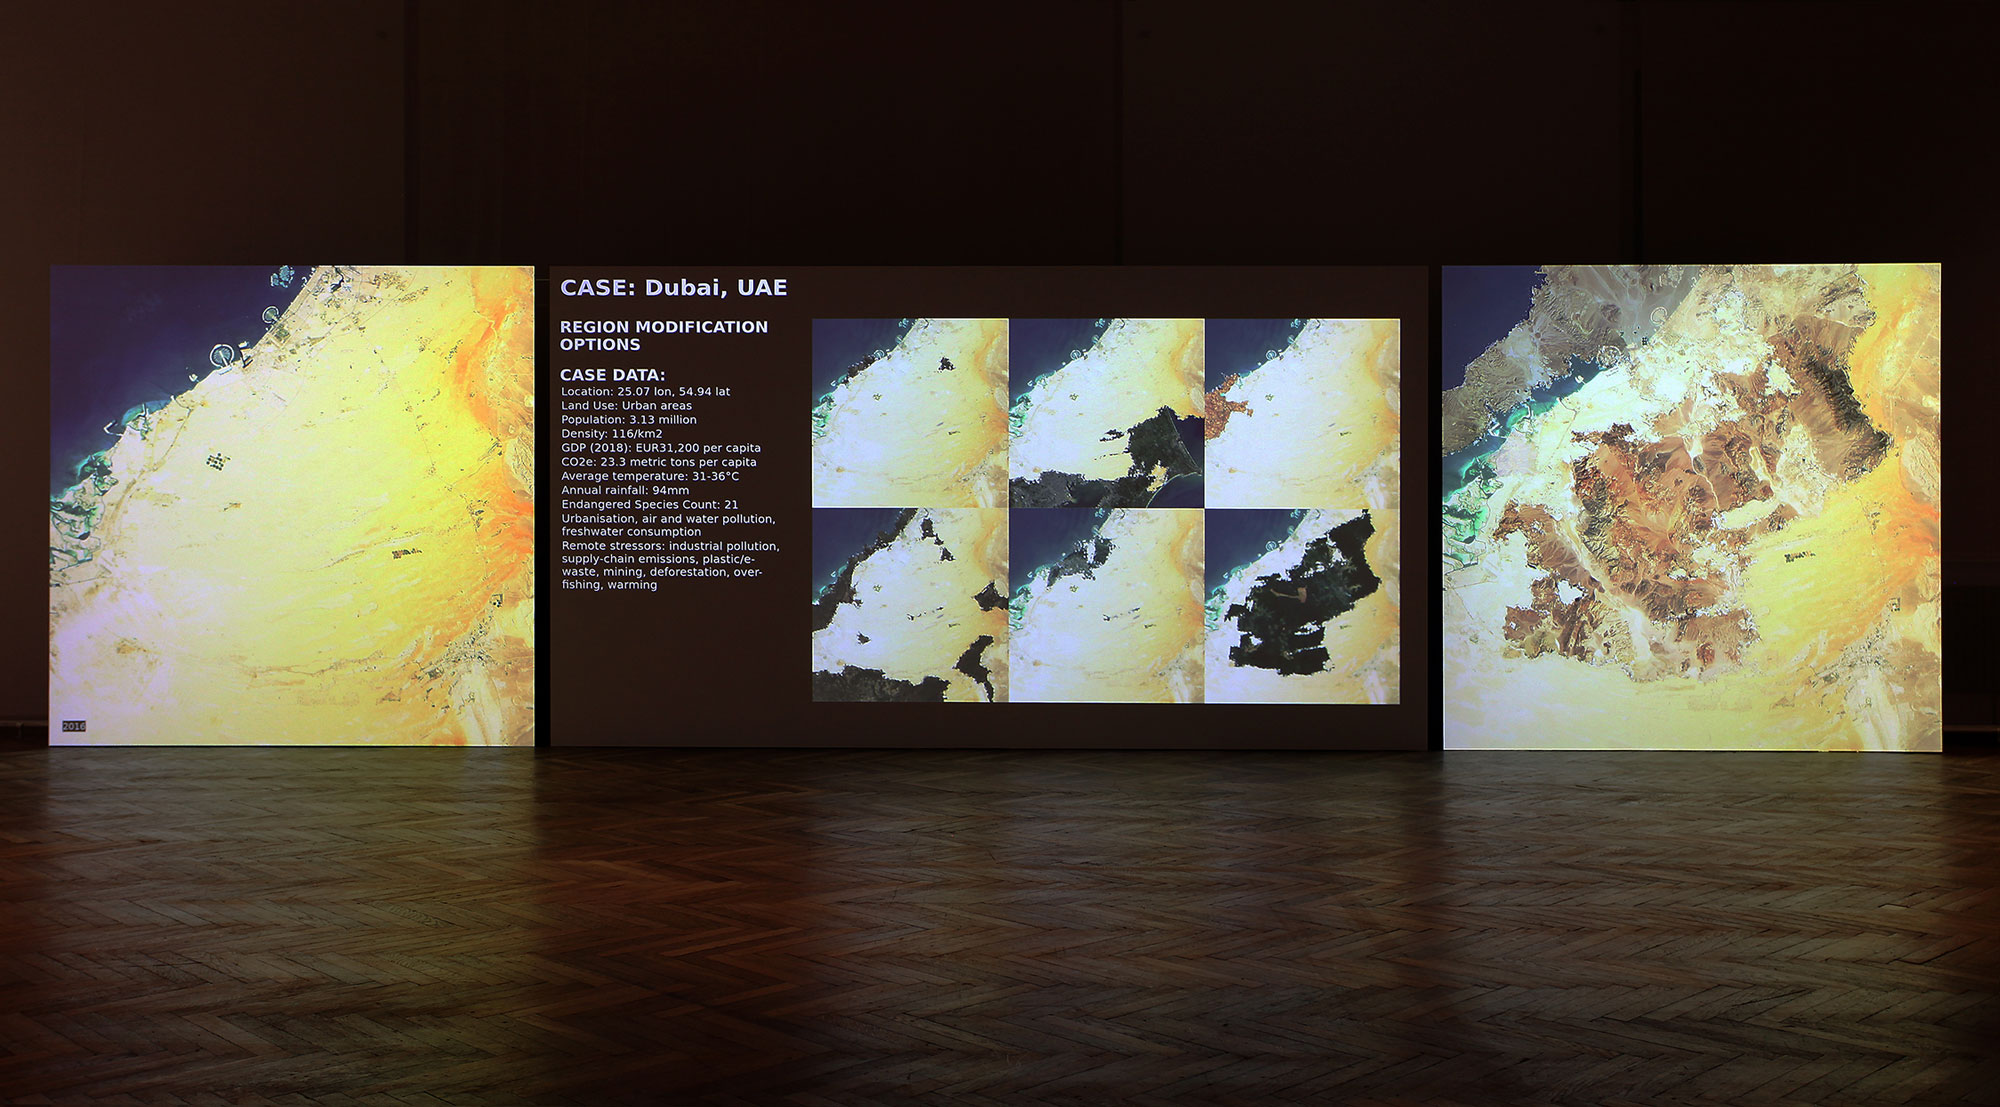 CASE: Dubai, UAE
REGION MODIFICATION
OPTIONS
CASE DATA:
Location: 25.07 lon, 54.94 lat
Land Use: Urban areas
Population: 3.13 million
Density: 116/km2
GDP (2018): EUR31,200 per capita
CO2e: 23.3 metric tons per capita
Average temperature: 31-36°C
Annual rainfall: 94mm
Endangered Species Count: 21
Urbanisation, air and water pollution,
freshwater consumption
Remote stressors: industrial pollution,
supply-chain emissions, plastic/e-
waste, mining, deforestation, over-
fishing, warming
2016